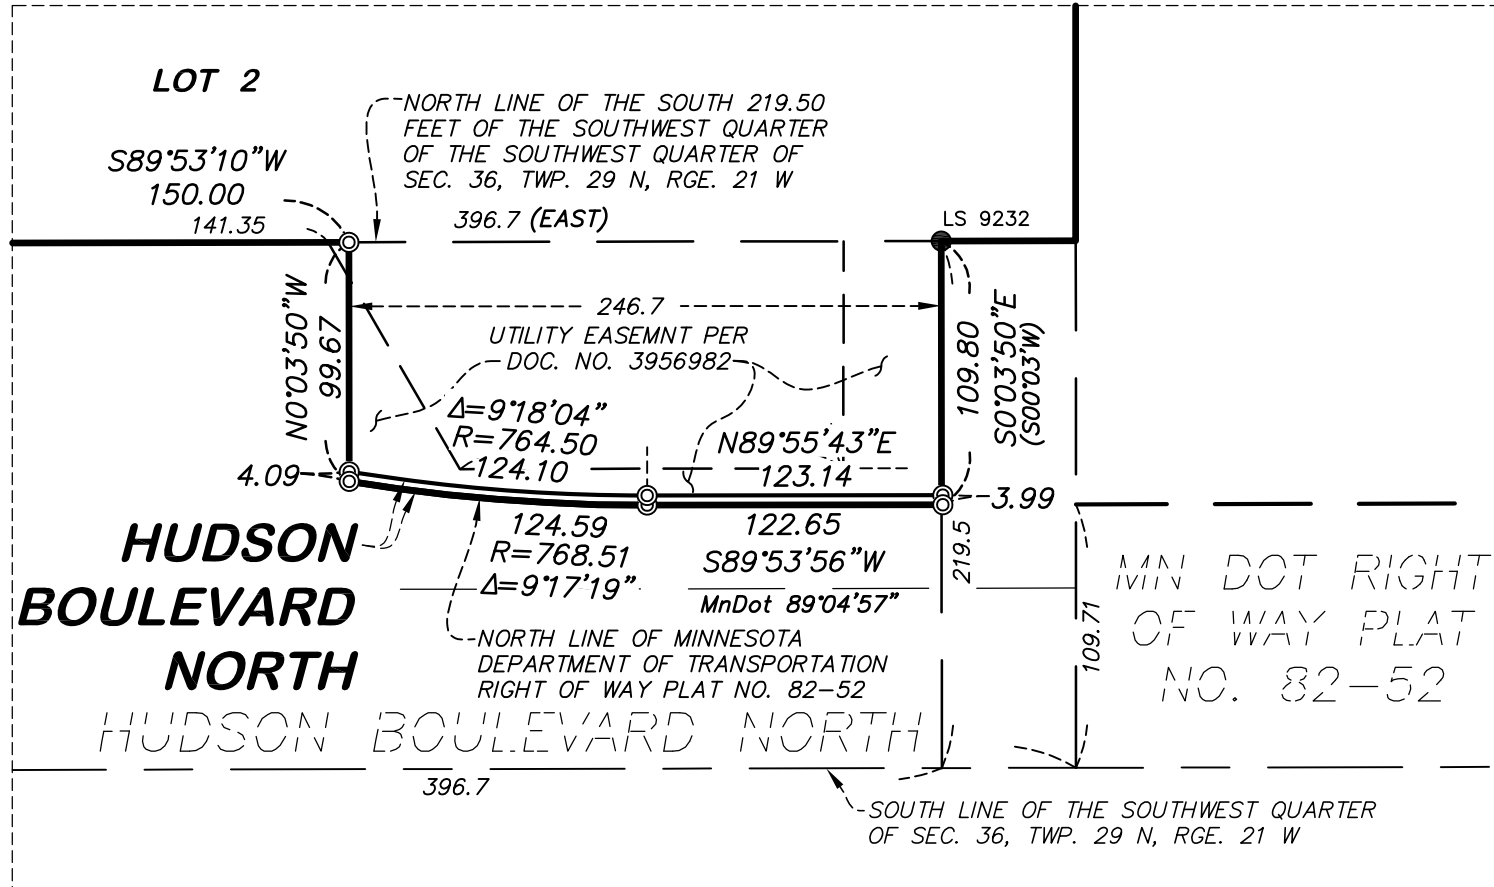 LOT 2
NORTH LINE OF THE SOUTH 219.50
FEET OF THE SOUTHWEST QUARTER
OF THE SOUTHWEST QUARTER OF
SEC. 36, TWP. 29 N, RGE. 21 W
S89°53'10"W
150.00
141.35
396.7 (EAST)
LS 9232
246.7
UTILITY EASEMNT PER
DOC. NO. 3956982
N0°03'50"W
99.67
109.80
S0°03'50"E
(S00°03'W)
Δ=9°18'04"
R=764.50
124.10
N89°55'43"E
123.14
4.09
3.99
124.59
R=768.51
Δ=9°17'19"
122.65
S89°53'56"W
MnDot 89°04'57"
219.5
109.71
HUDSON
BOULEVARD
NORTH
MN DOT RIGHT
OF WAY PLAT
NO. 82-52
NORTH LINE OF MINNESOTA
DEPARTMENT OF TRANSPORTATION
RIGHT OF WAY PLAT NO. 82-52
HUDSON BOULEVARD NORTH
396.7
SOUTH LINE OF THE SOUTHWEST QUARTER
OF SEC. 36, TWP. 29 N, RGE. 21 W